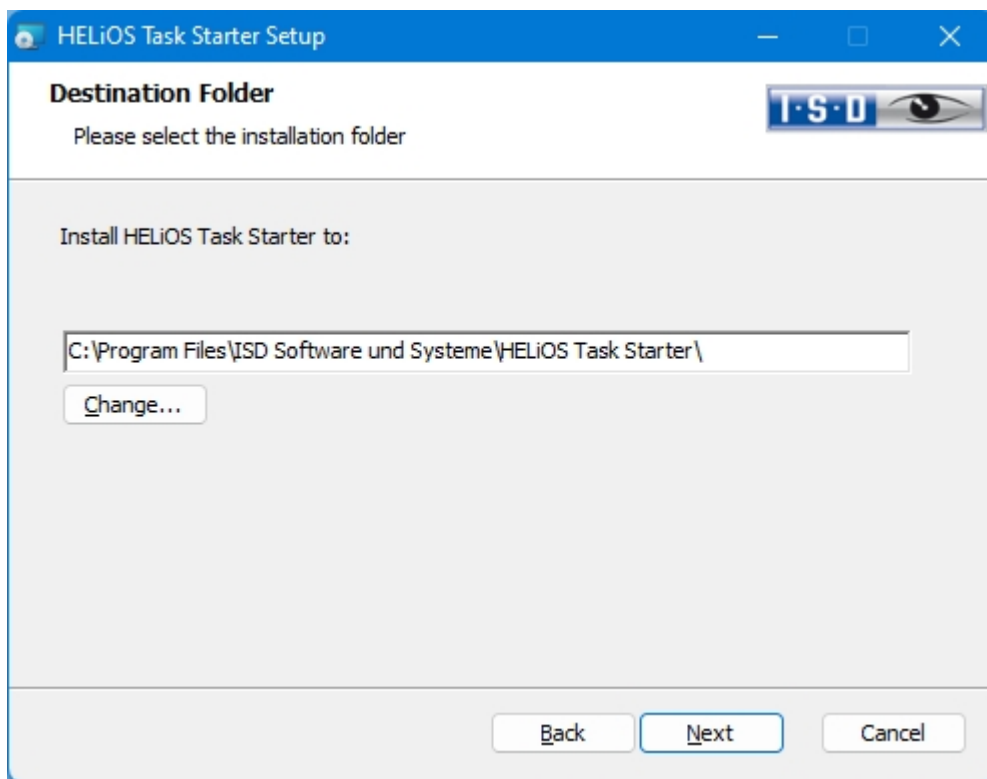 HELiOS Task Starter Setup
Destination Folder
I·S·D
Please select the installation folder
Install HELiOS Task Starter to:
C:\Program Files\ISD Software und Systeme\HELiOS Task Starter\
Change...
Back Next Cancel